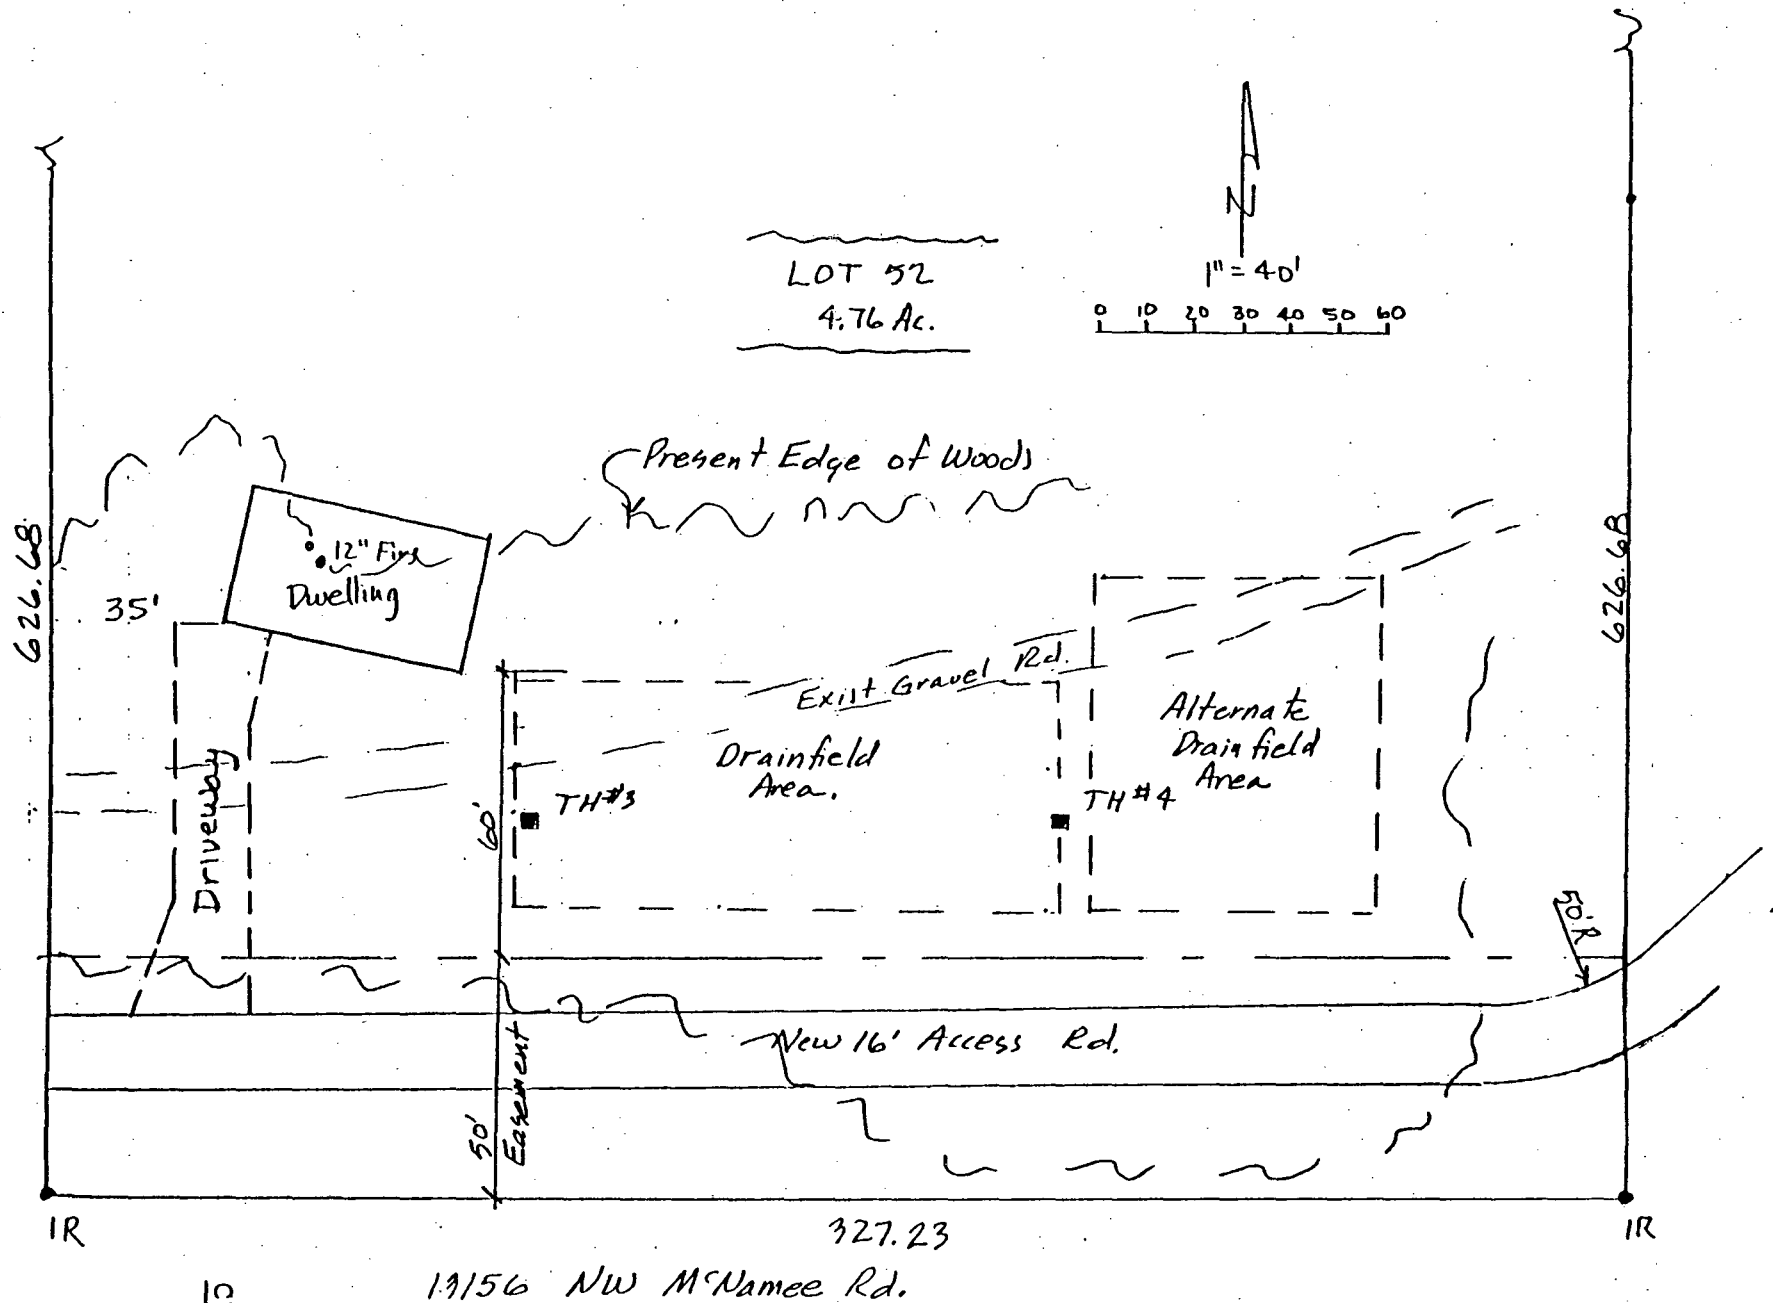 N
LOT 52
4.76 Ac.
1" = 40'
0 10 20 30 40 50 60
Present Edge of Woods
626.68
626.68
12" Firs
Dwelling
35'
Exist Gravel Rd.
Alternate
Drainfield
Area
Drainfield
Area.
TH#3
TH#4
Driveway
60'
50'R
New 16' Access Rd.
50'
Easement
IR
327.23
IR
NW McNamee Rd.